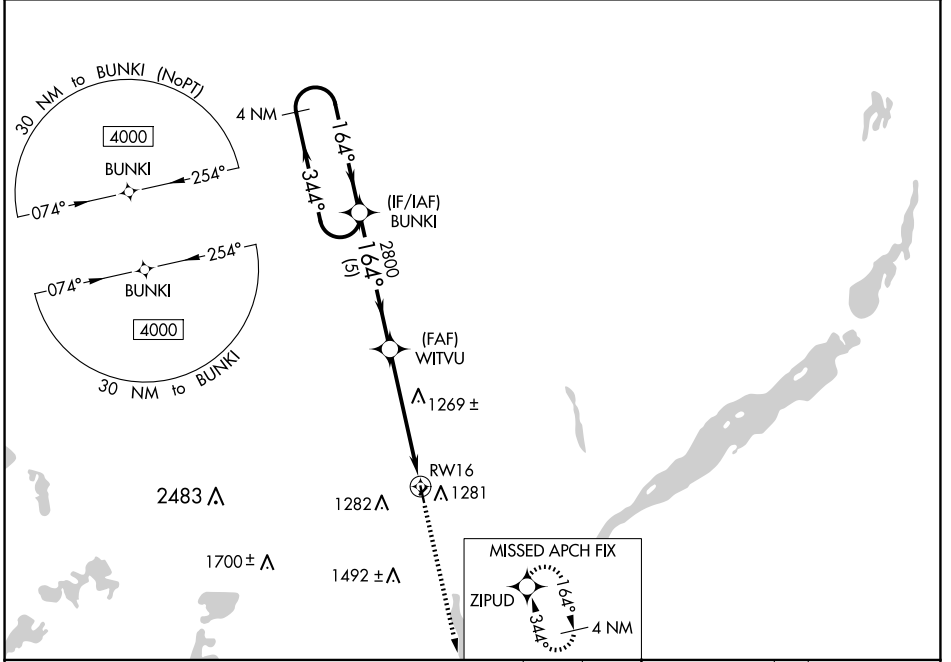 30 NM to BUNKI (NoPT)
4000
BUNKI
074°
254°
074°
254°
BUNKI
4000
30 NM to BUNKI
4 NM
164°
344°
(IF/IAF)
BUNKI
2800
164°
(5)
(FAF)
WITVU
1269 ±
RW16
1281
2483
1282
1700 ±
1492 ±
MISSED APCH FIX
ZIPUD
164°
344°
4 NM